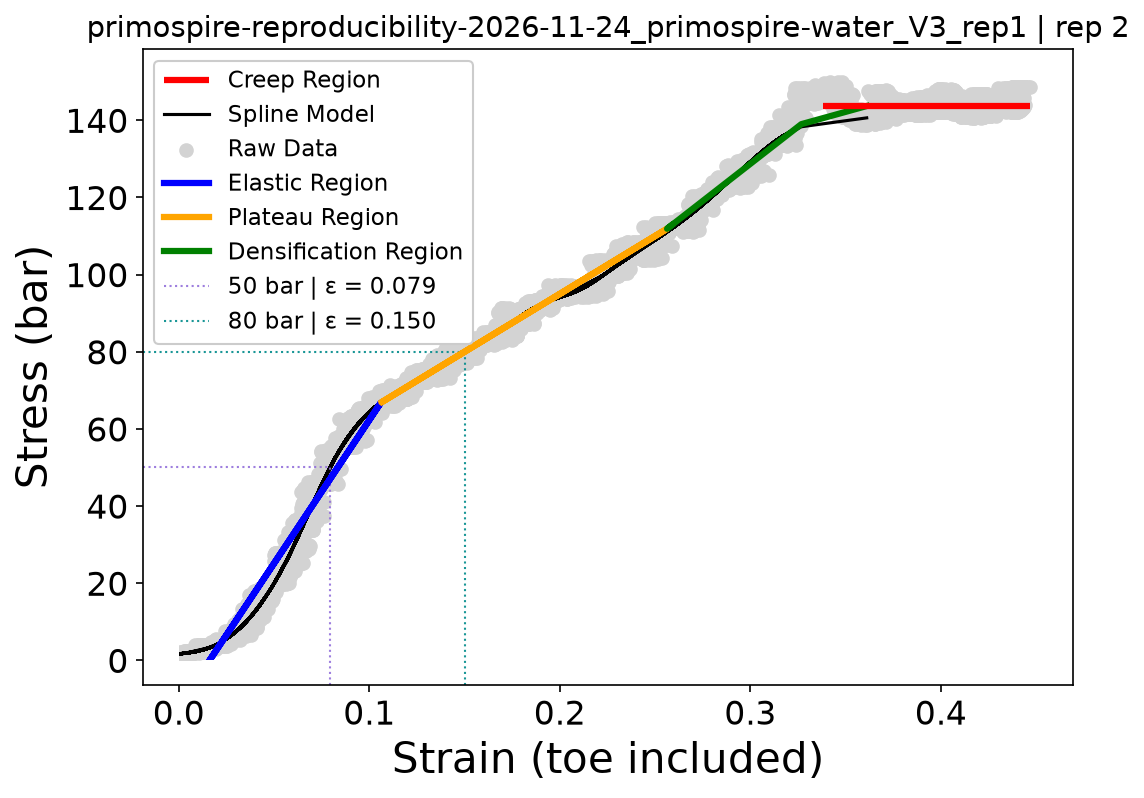 primospire-reproducibility-2026-11-24_primospire-water_V3_rep1 | rep 2
Creep Region
Spline Model
Raw Data
Elastic Region
Plateau Region
Densification Region
50 bar | ε = 0.079
80 bar | ε = 0.150
Stress (bar)
140
120
100
80
60
40
20
0
0.0 0.1 0.2 0.3 0.4
Strain (toe included)